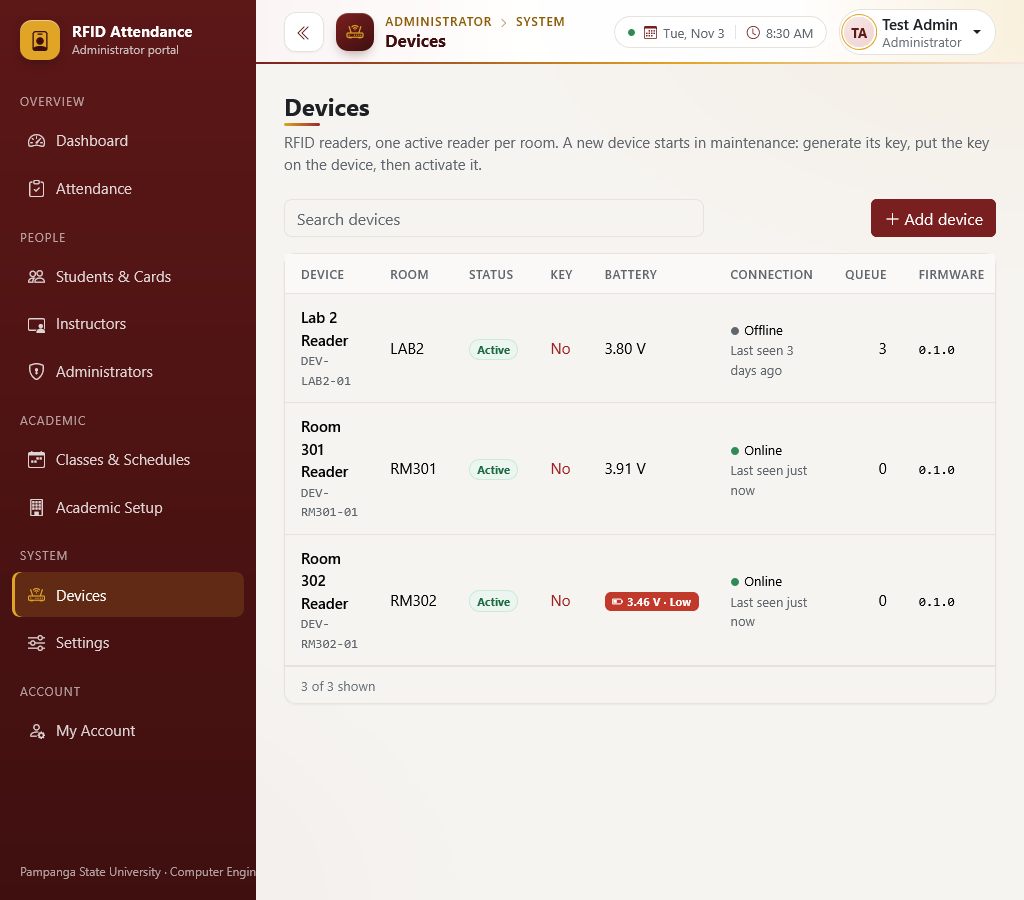 RFID Attendance
Administrator portal
OVERVIEW
Dashboard
Attendance
PEOPLE
Students & Cards
Instructors
Administrators
ACADEMIC
Classes & Schedules
Academic Setup
SYSTEM
Devices
Settings
ACCOUNT
My Account
Pampanga State University · Computer Engin
ADMINISTRATOR > SYSTEM
Devices
Tue, Nov 3
8:30 AM
TA
Test Admin
Administrator
Devices
RFID readers, one active reader per room. A new device starts in maintenance: generate its key, put the key
on the device, then activate it.
Search devices
+ Add device
DEVICE ROOM STATUS KEY BATTERY CONNECTION QUEUE FIRMWARE
Lab 2
Reader
DEV-
LAB2-01
LAB2
Active
No
3.80 V
Offline
Last seen 3
days ago
3
0.1.0
Room
301
Reader
DEV-
RM301-01
RM301
Active
No
3.91 V
Online
Last seen just
now
0
0.1.0
Room
302
Reader
DEV-
RM302-01
RM302
Active
No
3.46 V · Low
Online
Last seen just
now
0
0.1.0
3 of 3 shown